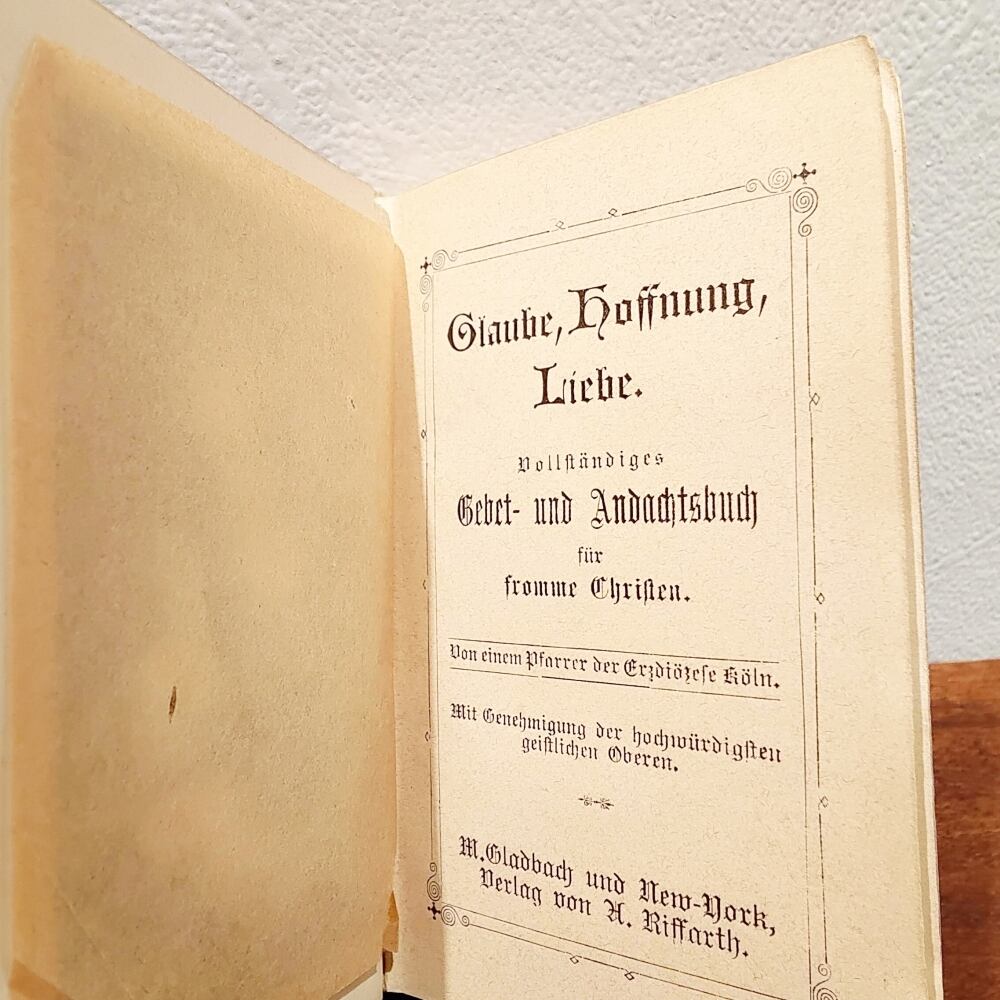 Glaube, Hoffnung,
Liebe.
Vollständiges
Gebet- und Andachtsbuch
für
fromme Christen.
Von einem Pfarrer der Erzdiözese Köln.
Mit Genehmigung der hochwürdigsten
geistlichen Oberen.
M. Gladbach und New-York,
Verlag von A. Riffarth.